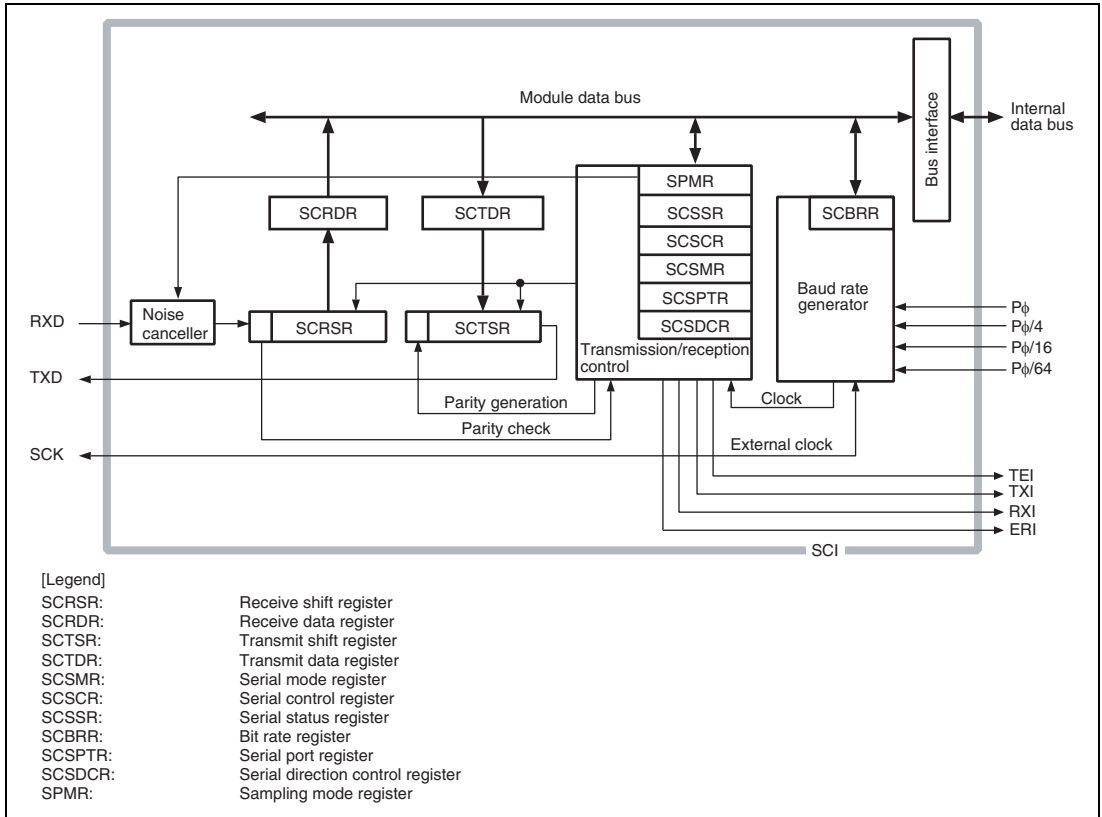 Module data bus
Bus interface
Internal
data bus
SCRDR
SCTDR
SPMR
SCSSR
SCSCR
SCSMR
SCSPTR
SCSDCR
Transmission/reception
control
SCBRR
Baud rate
generator
RXD
Noise
canceller
SCRSR
SCTSR
Pϕ
Pϕ/4
Pϕ/16
Pϕ/64
TXD
Parity generation
Parity check
Clock
External clock
SCK
TEI
TXI
RXI
ERI
SCI
[Legend]
SCRSR: Receive shift register
SCRDR: Receive data register
SCTSR: Transmit shift register
SCTDR: Transmit data register
SCSMR: Serial mode register
SCSCR: Serial control register
SCSSR: Serial status register
SCBRR: Bit rate register
SCSPTR: Serial port register
SCSDCR: Serial direction control register
SPMR: Sampling mode register